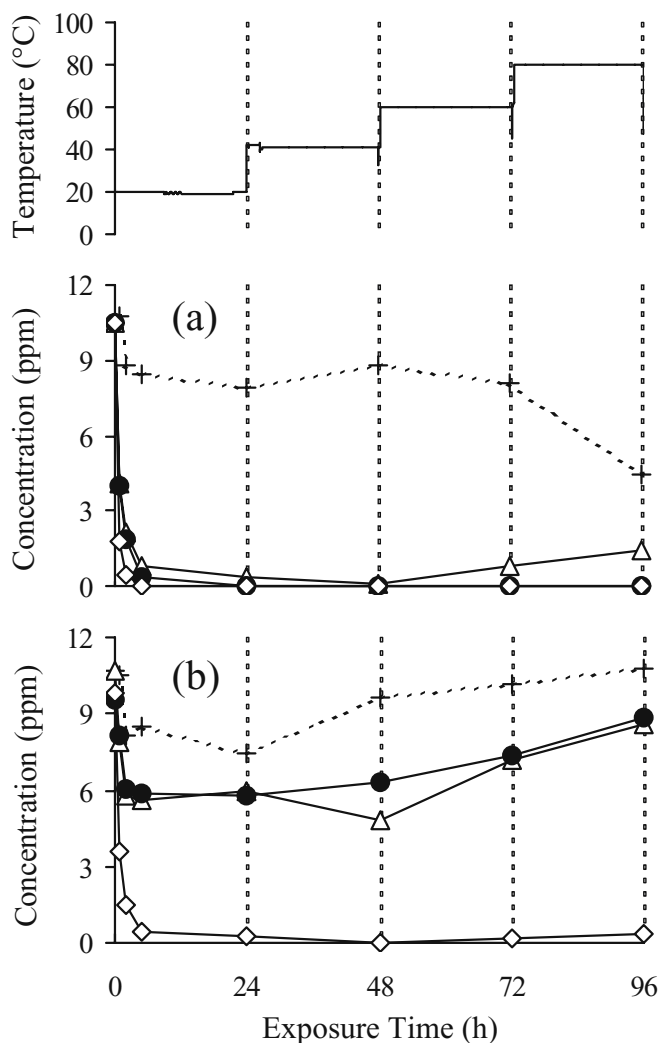 Temperature (°C)
100
80
60
40
20
0
Concentration (ppm)
12
9
6
3
0
(a)
Concentration (ppm)
12
9
6
3
0
(b)
0 24 48 72 96
Exposure Time (h)